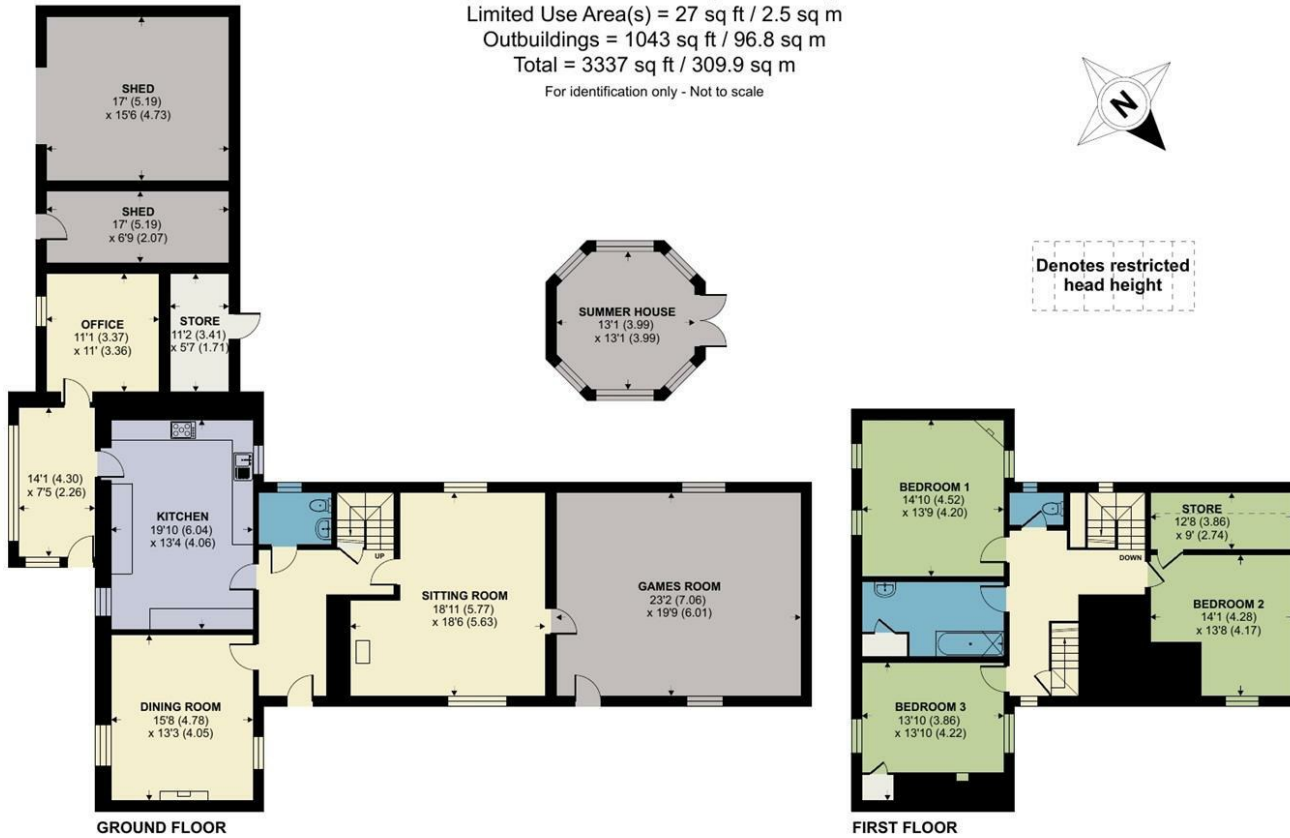 Limited Use Area(s) = 27 sq ft / 2.5 sq m
Outbuildings = 1043 sq ft / 96.8 sq m
Total = 3337 sq ft / 309.9 sq m
For identification only - Not to scale
N
Denotes restricted
head height
SHED
17' (5.19)
x 15'6 (4.73)
SHED
17' (5.19)
x 6'9 (2.07)
OFFICE
11'1 (3.37)
x 11' (3.36)
STORE
11'2 (3.41)
x 5'7 (1.71)
SUMMER HOUSE
13'1 (3.99)
x 13'1 (3.99)
14'1 (4.30)
x 7'5 (2.26)
KITCHEN
19'10 (6.04)
x 13'4 (4.06)
UP
SITTING ROOM
18'11 (5.77)
x 18'6 (5.63)
GAMES ROOM
23'2 (7.06)
x 19'9 (6.01)
DINING ROOM
15'8 (4.78)
x 13'3 (4.05)
GROUND FLOOR
BEDROOM 1
14'10 (4.52)
x 13'9 (4.20)
STORE
12'8 (3.86)
x 9' (2.74)
DOWN
BEDROOM 2
14'1 (4.28)
x 13'8 (4.17)
BEDROOM 3
13'10 (3.86)
x 13'10 (4.22)
FIRST FLOOR